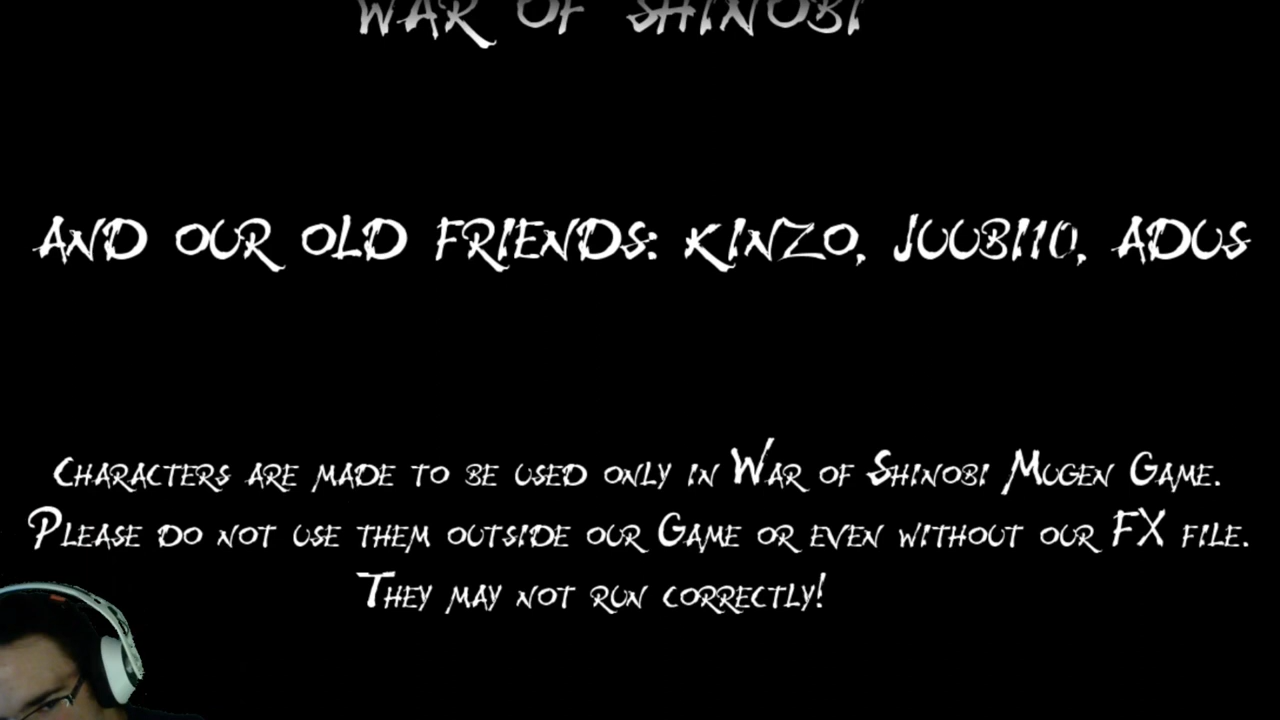 WAR OF SHINOBI
AND OUR OLD FRIENDS: KINZO, JUUBI10, ADUS
CHARACTERS ARE MADE TO BE USED ONLY IN WAR OF SHINOBI MUGEN GAME.
PLEASE DO NOT USE THEM OUTSIDE OUR GAME OR EVEN WITHOUT OUR FX FILE.
THEY MAY NOT RUN CORRECTLY!